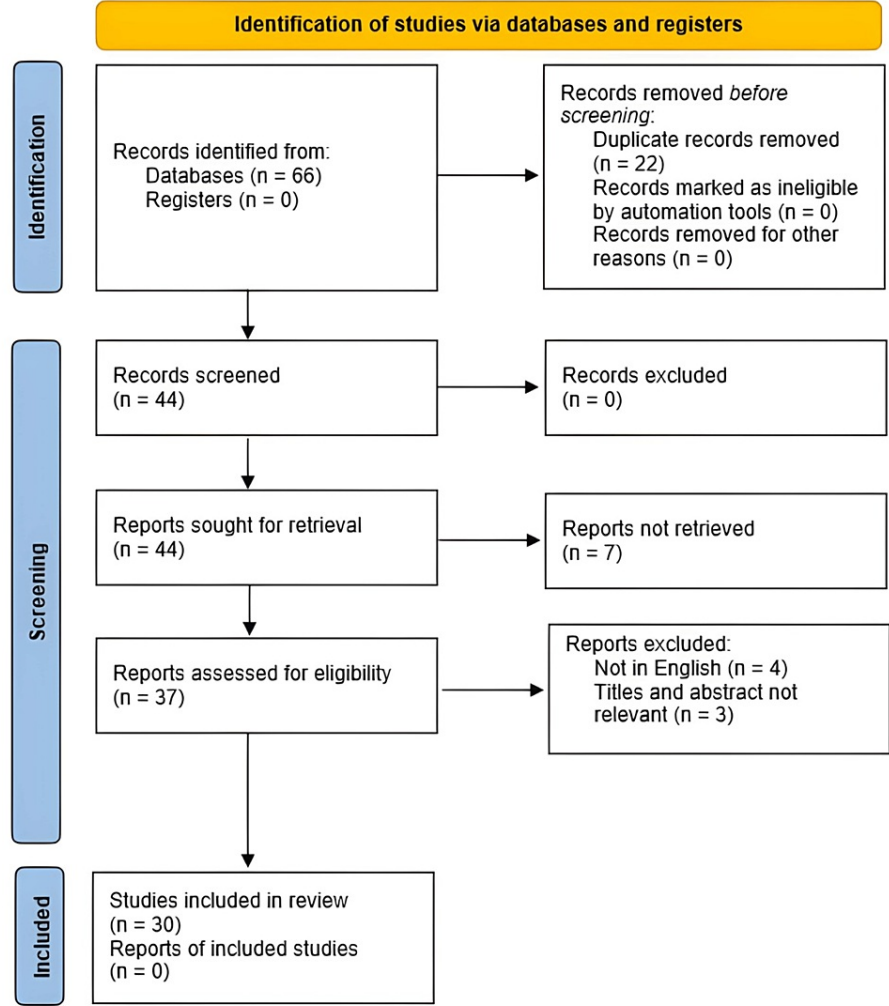 Identification of studies via databases and registers
Identification
Records identified from:
Databases (n = 66)
Registers (n = 0)
Records removed before
screening:
Duplicate records removed
(n = 22)
Records marked as ineligible
by automation tools (n = 0)
Records removed for other
reasons (n = 0)
Screening
Records screened
(n = 44)
Records excluded
(n = 0)
Reports sought for retrieval
(n = 44)
Reports not retrieved
(n = 7)
Reports assessed for eligibility
(n = 37)
Reports excluded:
Not in English (n = 4)
Titles and abstract not
relevant (n = 3)
Included
Studies included in review
(n = 30)
Reports of included studies
(n = 0)